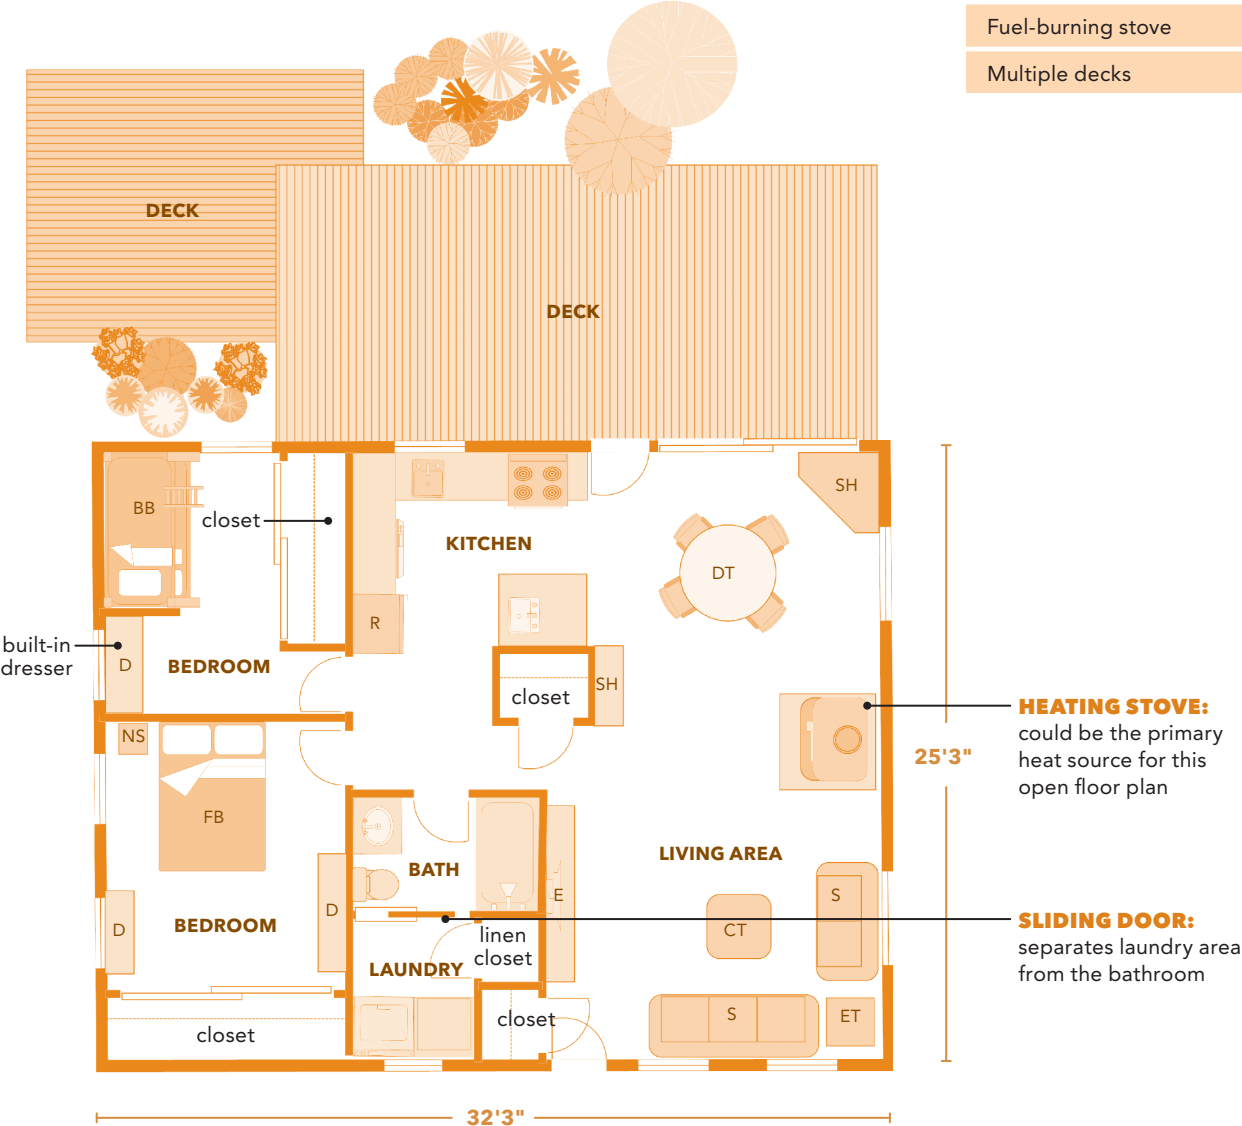 Fuel-burning stove
Multiple decks
DECK
DECK
BB
closet
SH
KITCHEN
DT
R
built-in
dresser
D
BEDROOM
closet
SH
NS
HEATING STOVE:
could be the primary
heat source for this
open floor plan
25'3"
FB
LIVING AREA
BATH
E
S
D
D
BEDROOM
CT
linen
closet
SLIDING DOOR:
separates laundry area
from the bathroom
LAUNDRY
closet
closet
S
ET
32'3"